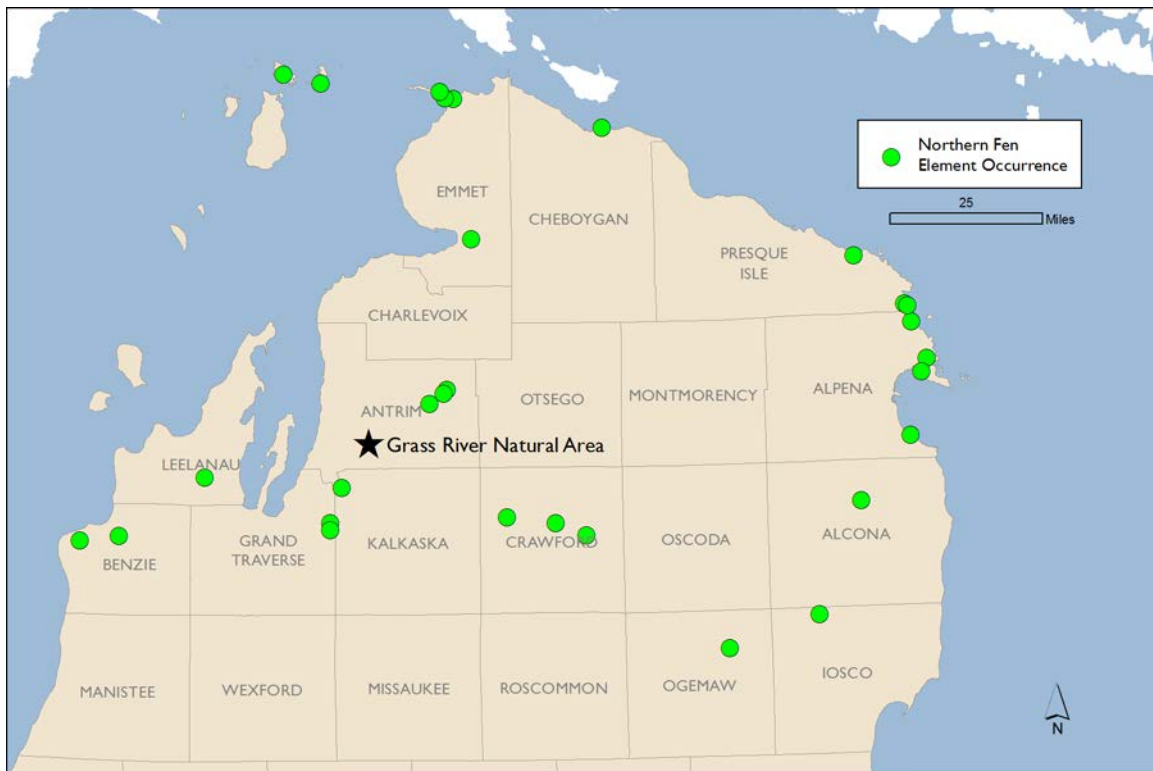 Northern Fen
Element Occurrence
25
Miles
EMMET
CHEBOYGAN
PRESQUE
ISLE
CHARLEVOIX
OTSEGO
MONTMORENCY
ALPENA
ANTRIM
Grass River Natural Area
LEELANAU
GRAND
TRAVERSE
KALKASKA
CRAWFORD
OSCODA
ALCONA
BENZIE
MANISTEE
WEXFORD
MISSAUKEE
ROSCOMMON
OGEMAW
IOSCO
N